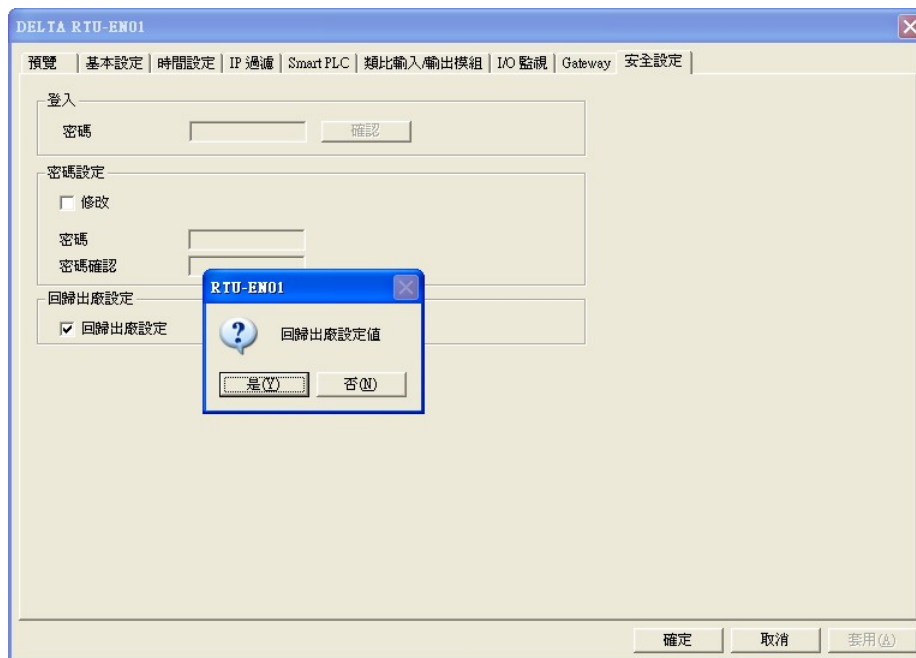 DELTA RTU-EN01
預覽 基本設定 時間設定 IP 過濾 Smart PLC 類比輸入/輸出模組 I/O 監視 Gateway 安全設定
登入
密碼 確認
密碼設定
修改
密碼
密碼確認
回歸出廠設定
回歸出廠設定
RTU-EN01
回歸出廠設定值
是(Y) 否(N)
確定 取消 套用(A)